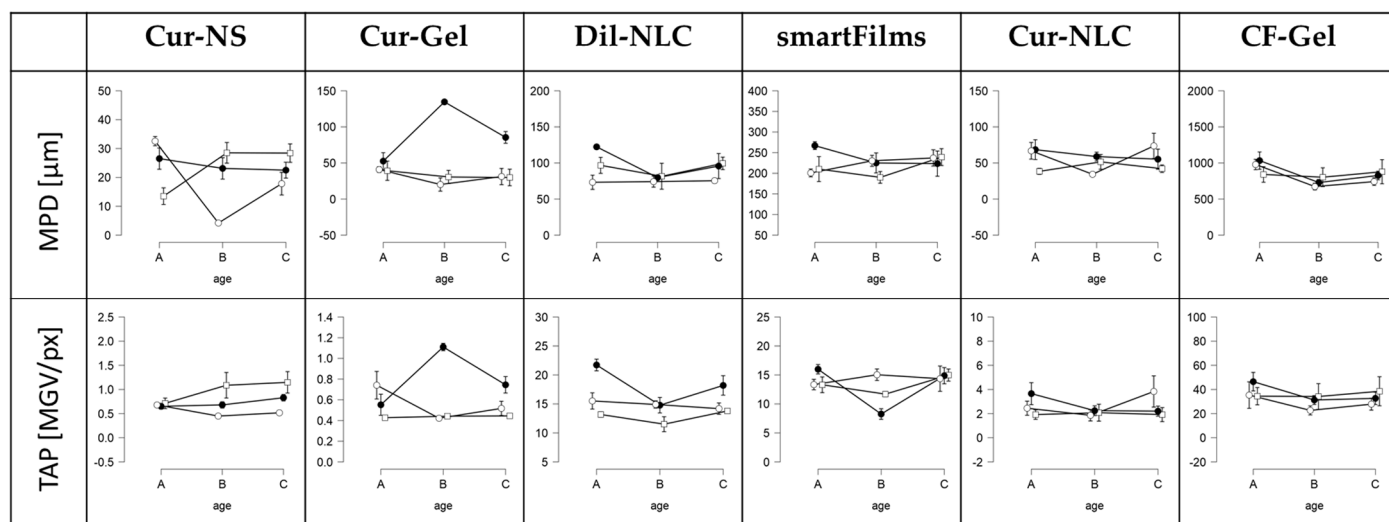 Cur-NS Cur-Gel Dil-NLC smartFilms Cur-NLC CF-Gel
MPD [µm]
50 40 30 20 10 0
A B C
age
150 100 50 0 -50
A B C
age
200 150 100 50 0
A B C
age
400 350 300 250 200 150 100 50
A B C
age
150 100 50 0 -50
A B C
age
2000 1500 1000 500 0
A B C
age
TAP [MGV/px]
2.5 2.0 1.5 1.0 0.5 0.0 -0.5
A B C
age
1.4 1.2 1.0 0.8 0.6 0.4 0.2 0.0
A B C
age
30 25 20 15 10 5
A B C
age
25 20 15 10 5 0
A B C
age
10 8 6 4 2 0 -2
A B C
age
100 80 60 40 20 0 -20
A B C
age